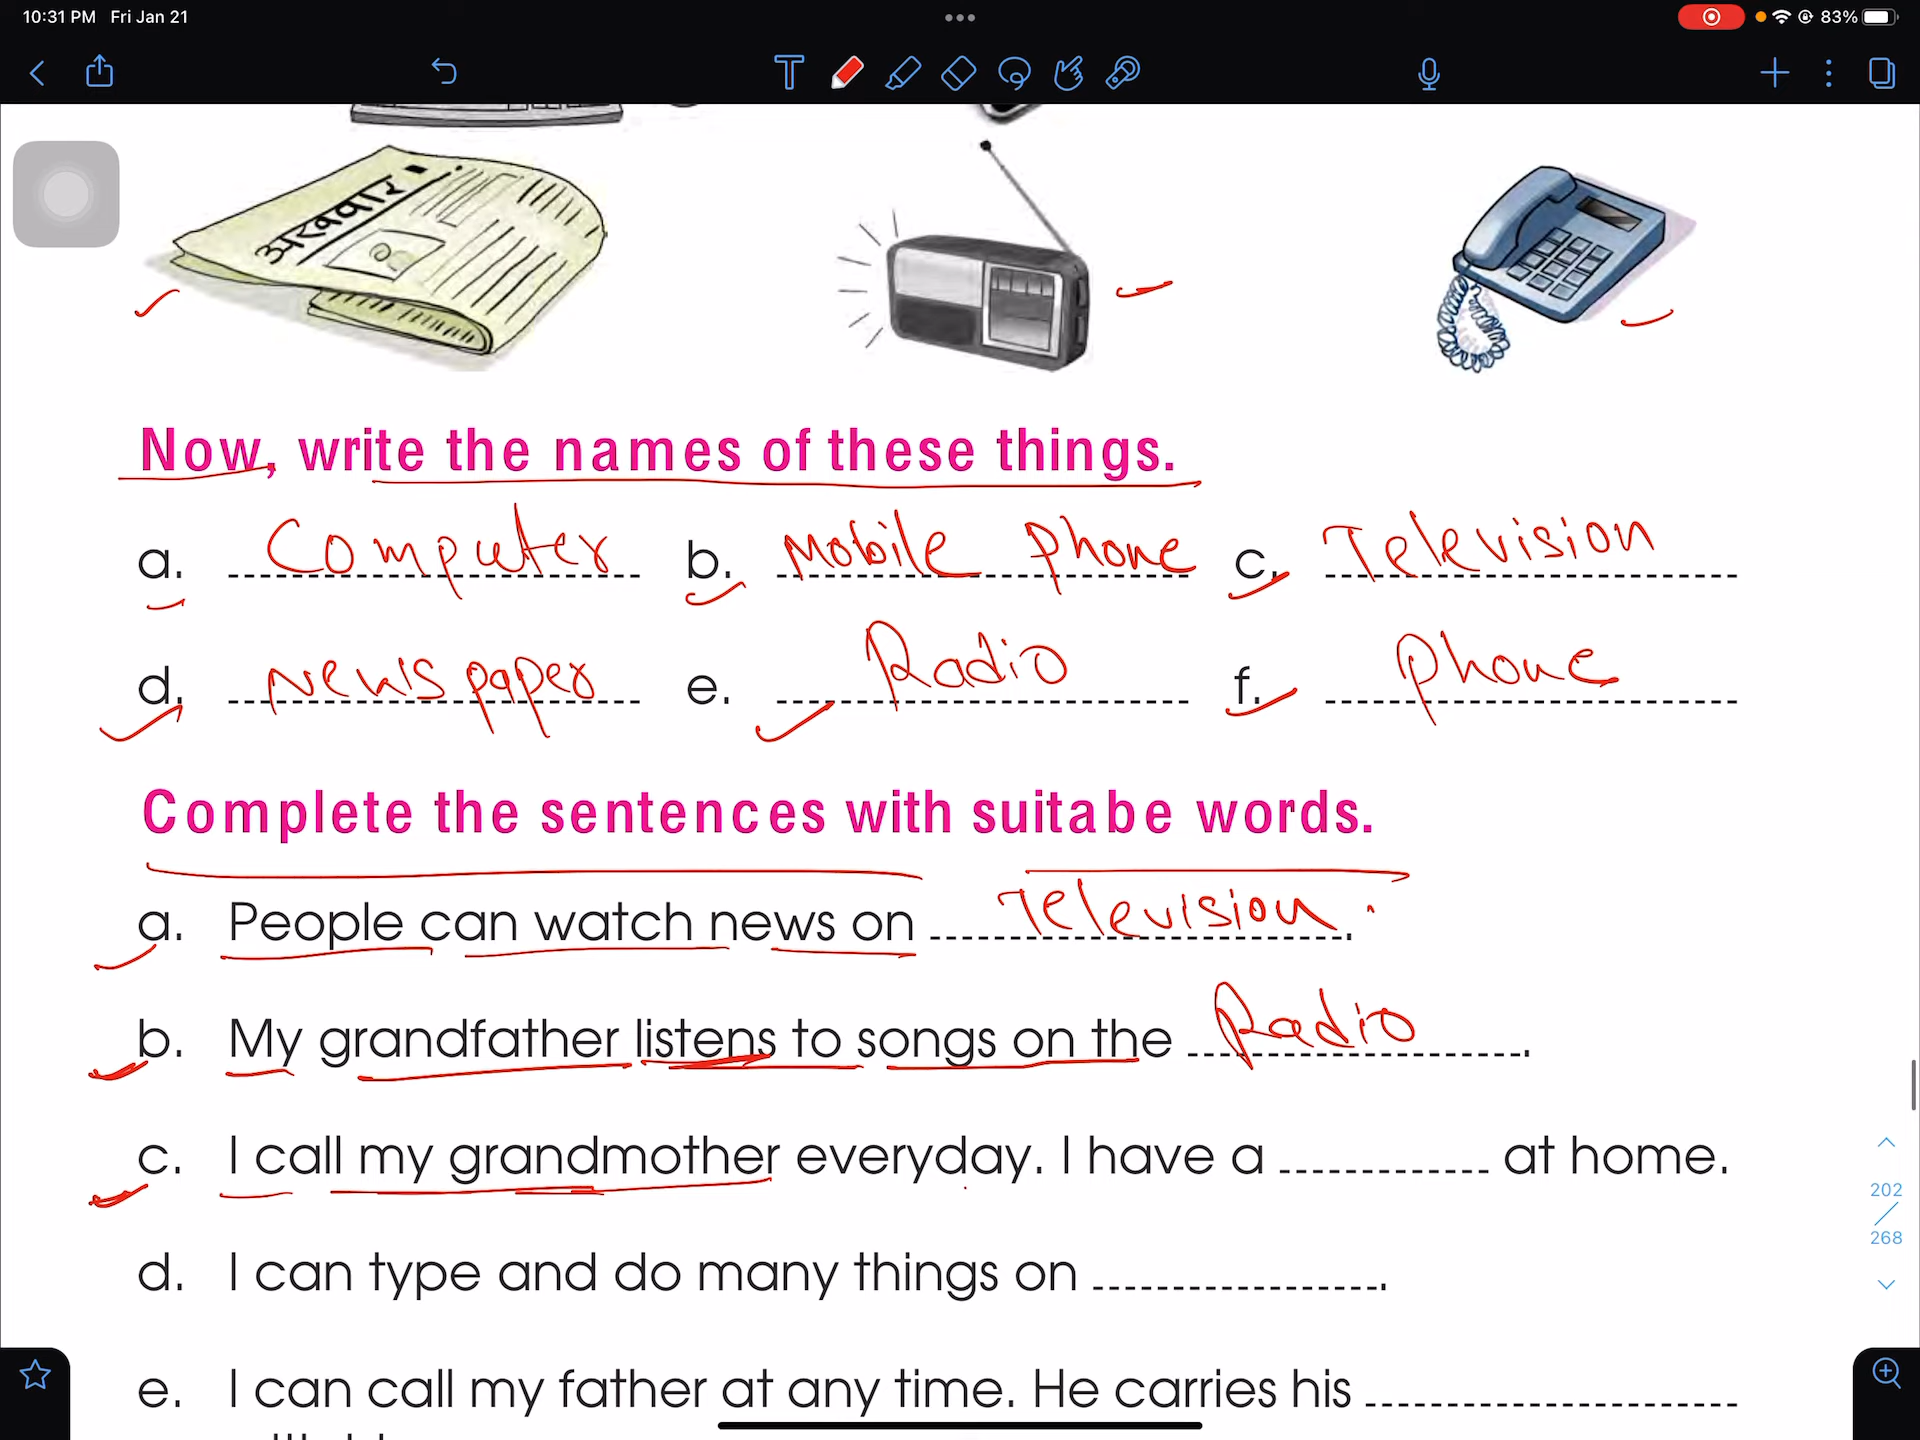 10:31 PM Fri Jan 21
83%
अखबार
Now, write the names of these things.
a. Computer b. Mobile phone c. Television
d. Newspaper e. Radio f. phone
Complete the sentences with suitabe words.
a. People can watch news on Television.
b. My grandfather listens to songs on the Radio.
c. I call my grandmother everyday. I have a ............ at home.
d. I can type and do many things on .................
e. I can call my father at any time. He carries his ......................
202
/
268